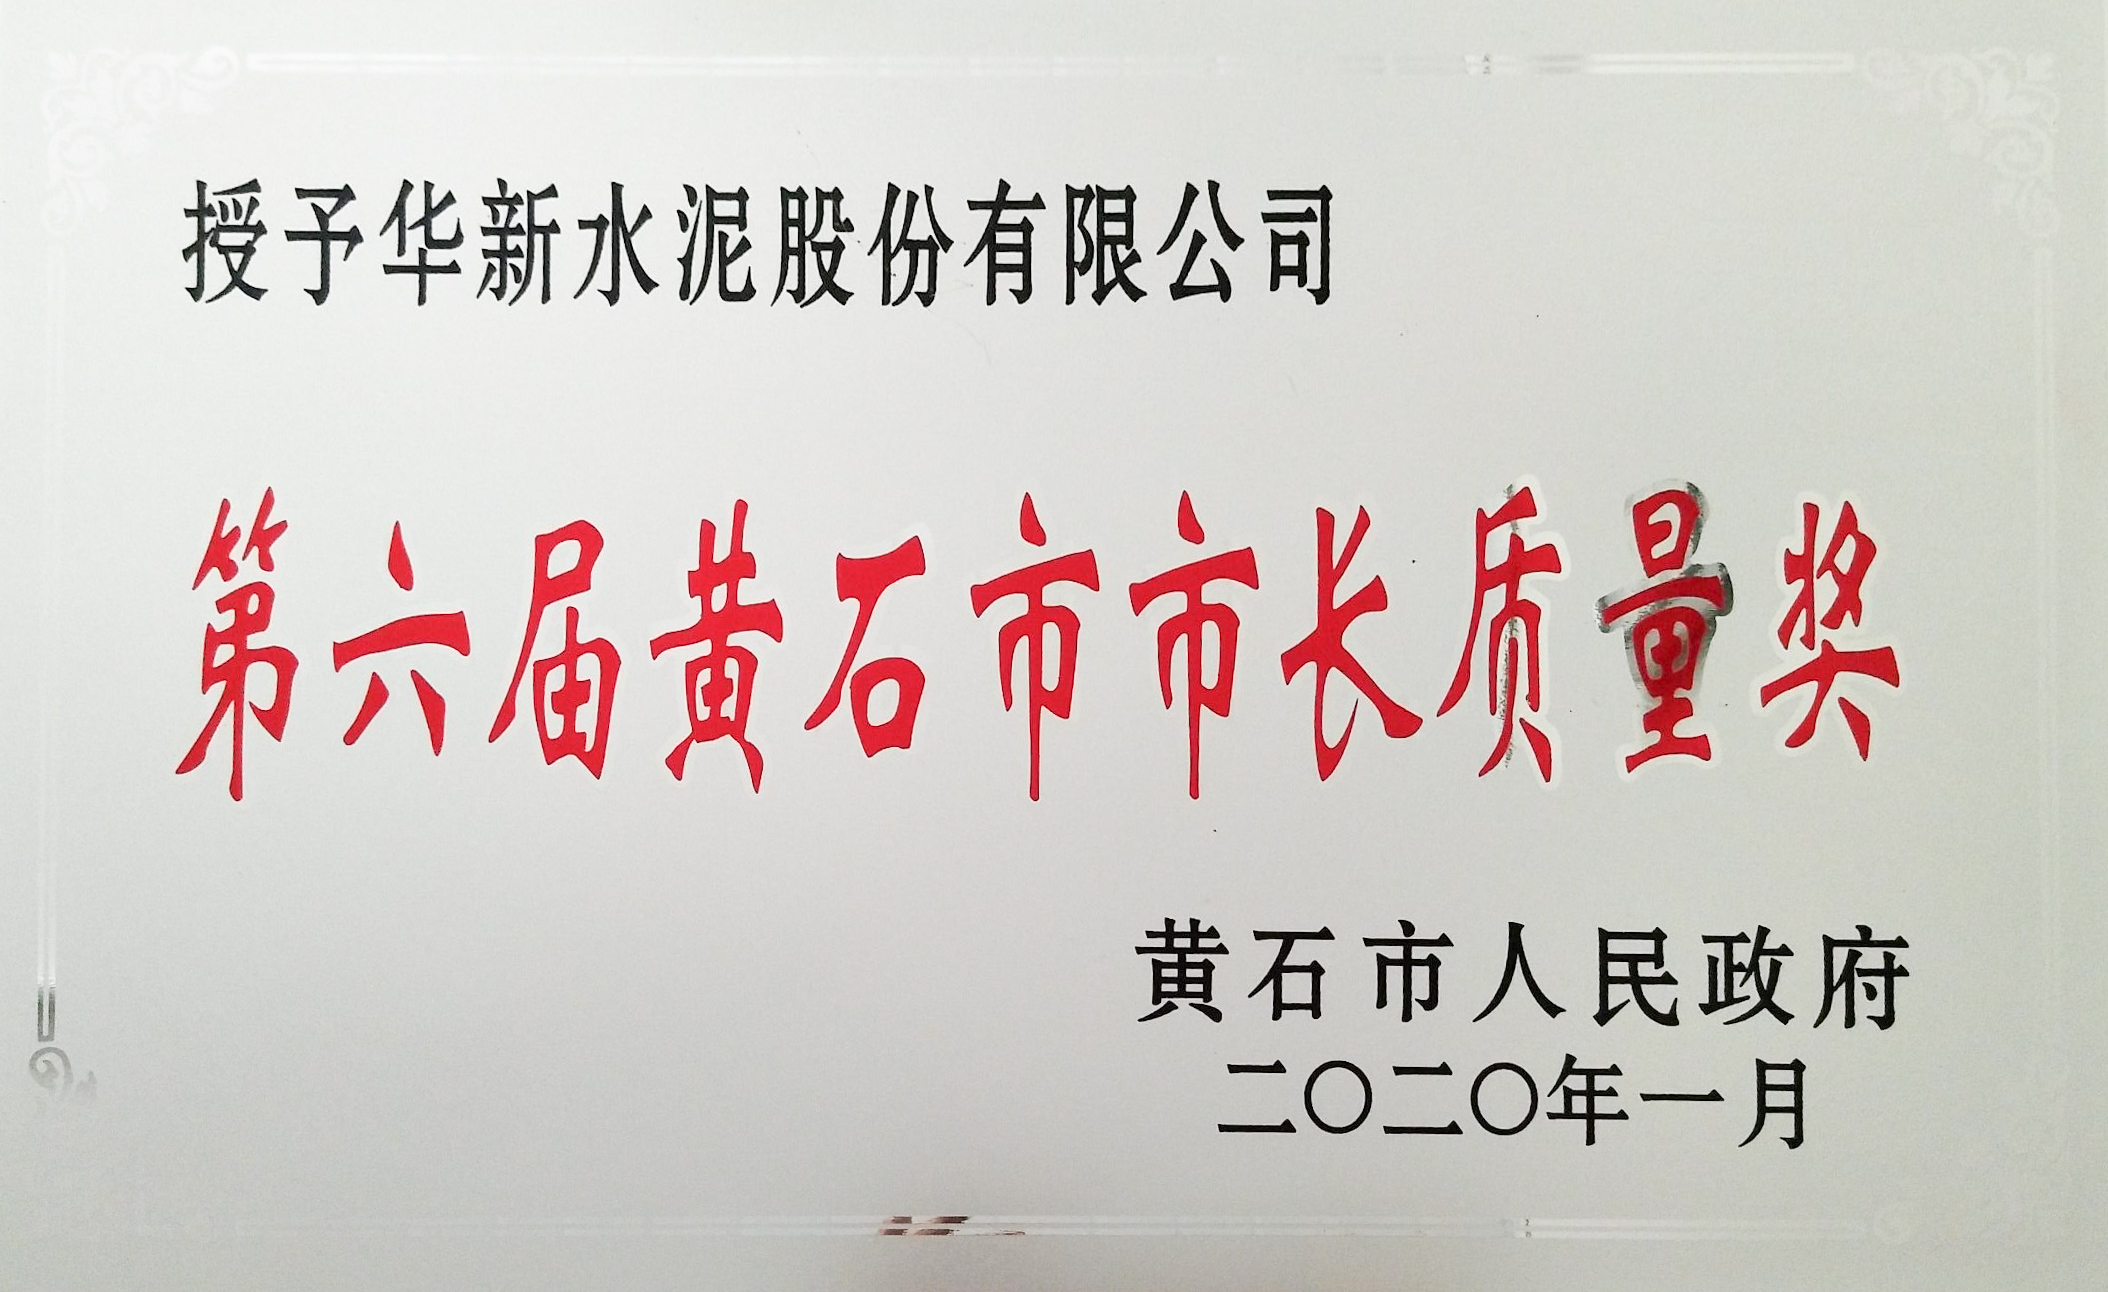 授予华新水泥股份有限公司
第六届黄石市市长质量奖
黄石市人民政府
二〇二〇年一月